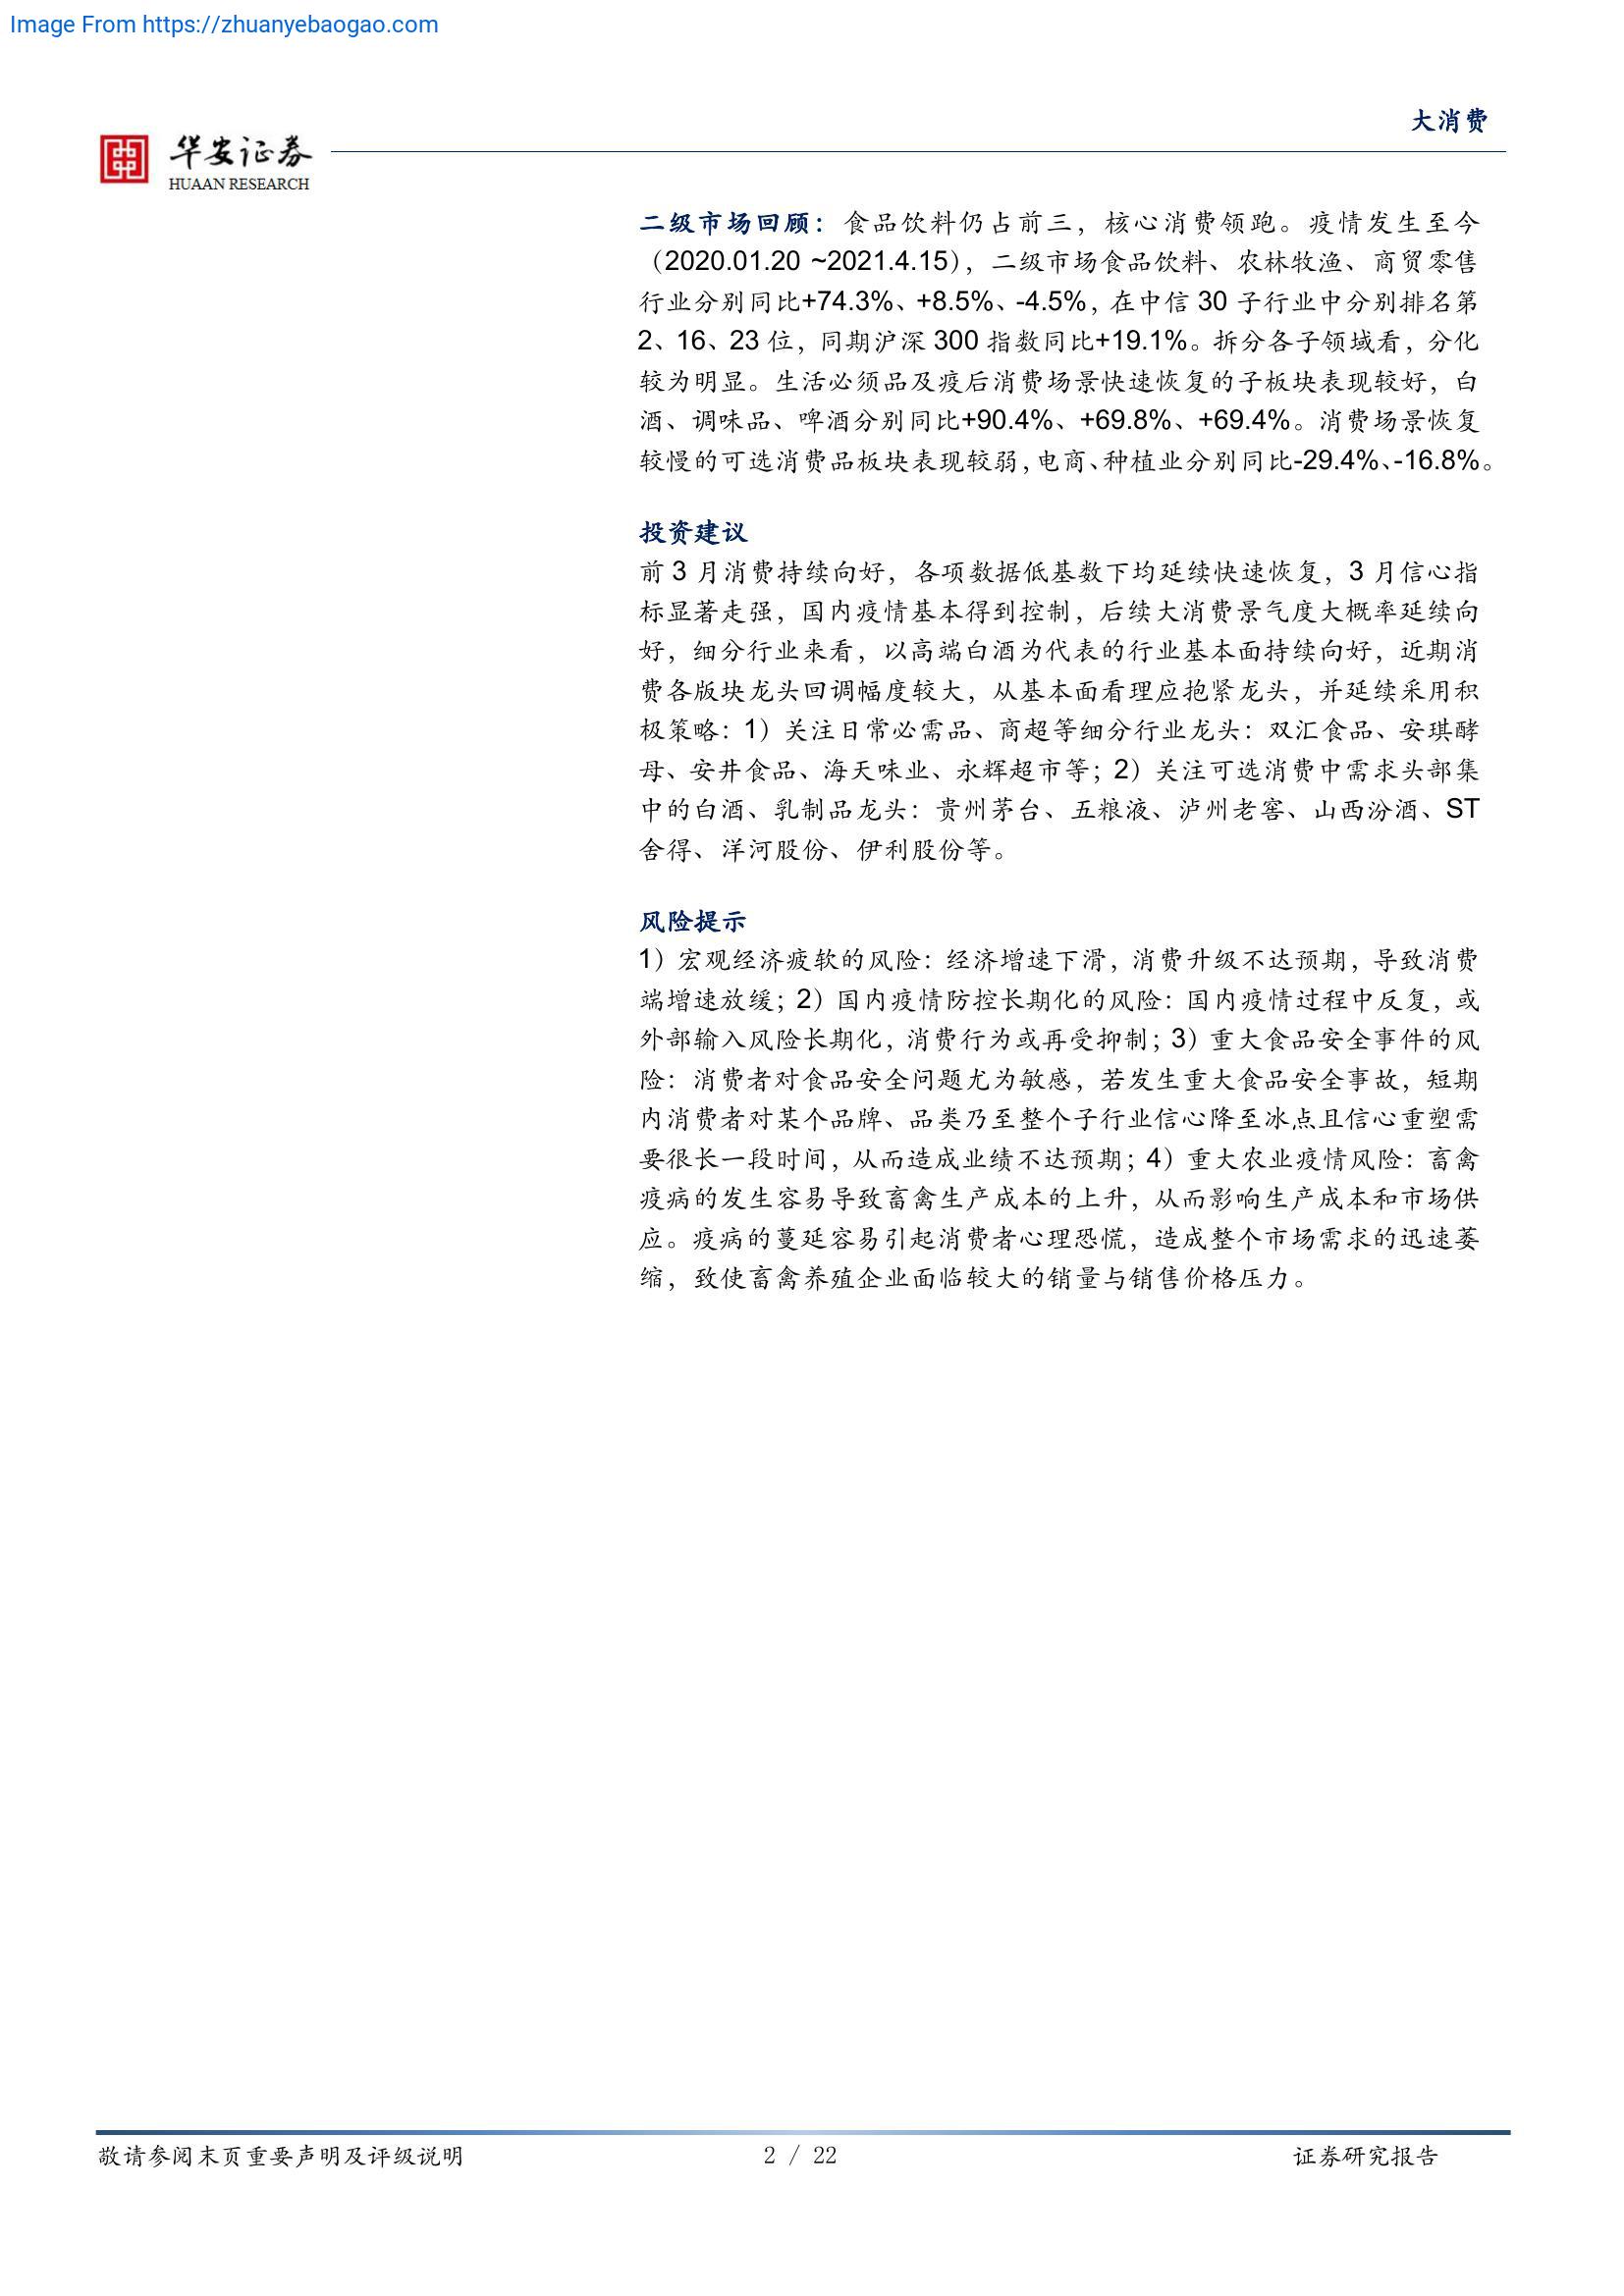 Image From https://zhuanyebaogao.com
大消费
华安证券
HUAAN RESEARCH
二级市场回顾：食品饮料仍占前三，核心消费领跑。疫情发生至今
（2020.01.20 ~2021.4.15），二级市场食品饮料、农林牧渔、商贸零售
行业分别同比+74.3%、+8.5%、-4.5%，在中信 30 子行业中分别排名第
2、16、23 位，同期沪深 300 指数同比+19.1%。拆分各子领域看，分化
较为明显。生活必须品及疫后消费场景快速恢复的子板块表现较好，白
酒、调味品、啤酒分别同比+90.4%、+69.8%、+69.4%。消费场景恢复
较慢的可选消费品板块表现较弱，电商、种植业分别同比-29.4%、-16.8%。
投资建议
前 3 月消费持续向好，各项数据低基数下均延续快速恢复，3 月信心指
标显著走强，国内疫情基本得到控制，后续大消费景气度大概率延续向
好，细分行业来看，以高端白酒为代表的行业基本面持续向好，近期消
费各版块龙头回调幅度较大，从基本面看理应抱紧龙头，并延续采用积
极策略：1）关注日常必需品、商超等细分行业龙头：双汇食品、安琪酵
母、安井食品、海天味业、永辉超市等；2）关注可选消费中需求头部集
中的白酒、乳制品龙头：贵州茅台、五粮液、泸州老窖、山西汾酒、ST
舍得、洋河股份、伊利股份等。
风险提示
1）宏观经济疲软的风险：经济增速下滑，消费升级不达预期，导致消费
端增速放缓；2）国内疫情防控长期化的风险：国内疫情过程中反复，或
外部输入风险长期化，消费行为或再受抑制；3）重大食品安全事件的风
险：消费者对食品安全问题尤为敏感，若发生重大食品安全事故，短期
内消费者对某个品牌、品类乃至整个子行业信心降至冰点且信心重塑需
要很长一段时间，从而造成业绩不达预期；4）重大农业疫情风险：畜禽
疫病的发生容易导致畜禽生产成本的上升，从而影响生产成本和市场供
应。疫病的蔓延容易引起消费者心理恐慌，造成整个市场需求的迅速萎
缩，致使畜禽养殖企业面临较大的销量与销售价格压力。
敬请参阅末页重要声明及评级说明
2 / 22
证券研究报告